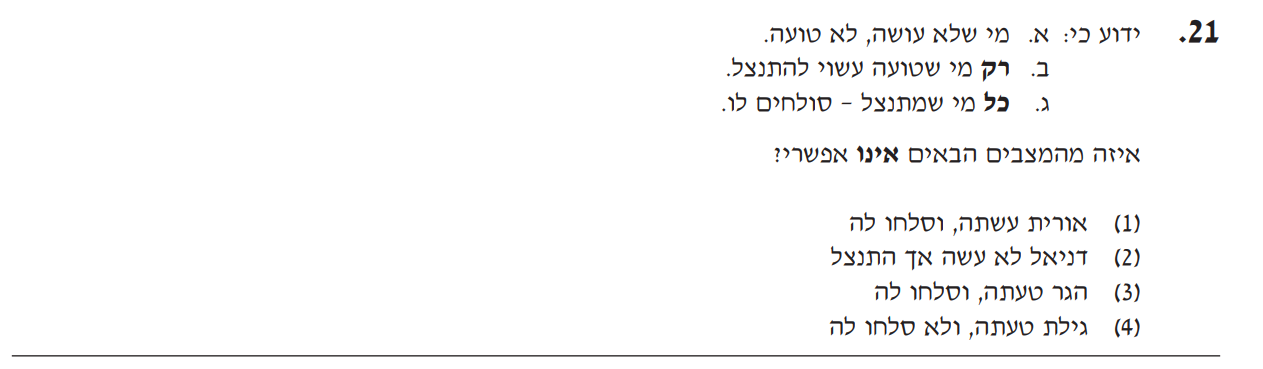 21. ידוע כי: א. מי שלא עושה, לא טועה.
ב. רק מי שטועה עשוי להתנצל.
ג. כל מי שמתנצל – סולחים לו.
איזה מהמצבים הבאים אינו אפשרי?
(1) אורית עשתה, וסלחו לה
(2) דניאל לא עשה אך התנצל
(3) הגר טעתה, וסלחו לה
(4) גילת טעתה, ולא סלחו לה